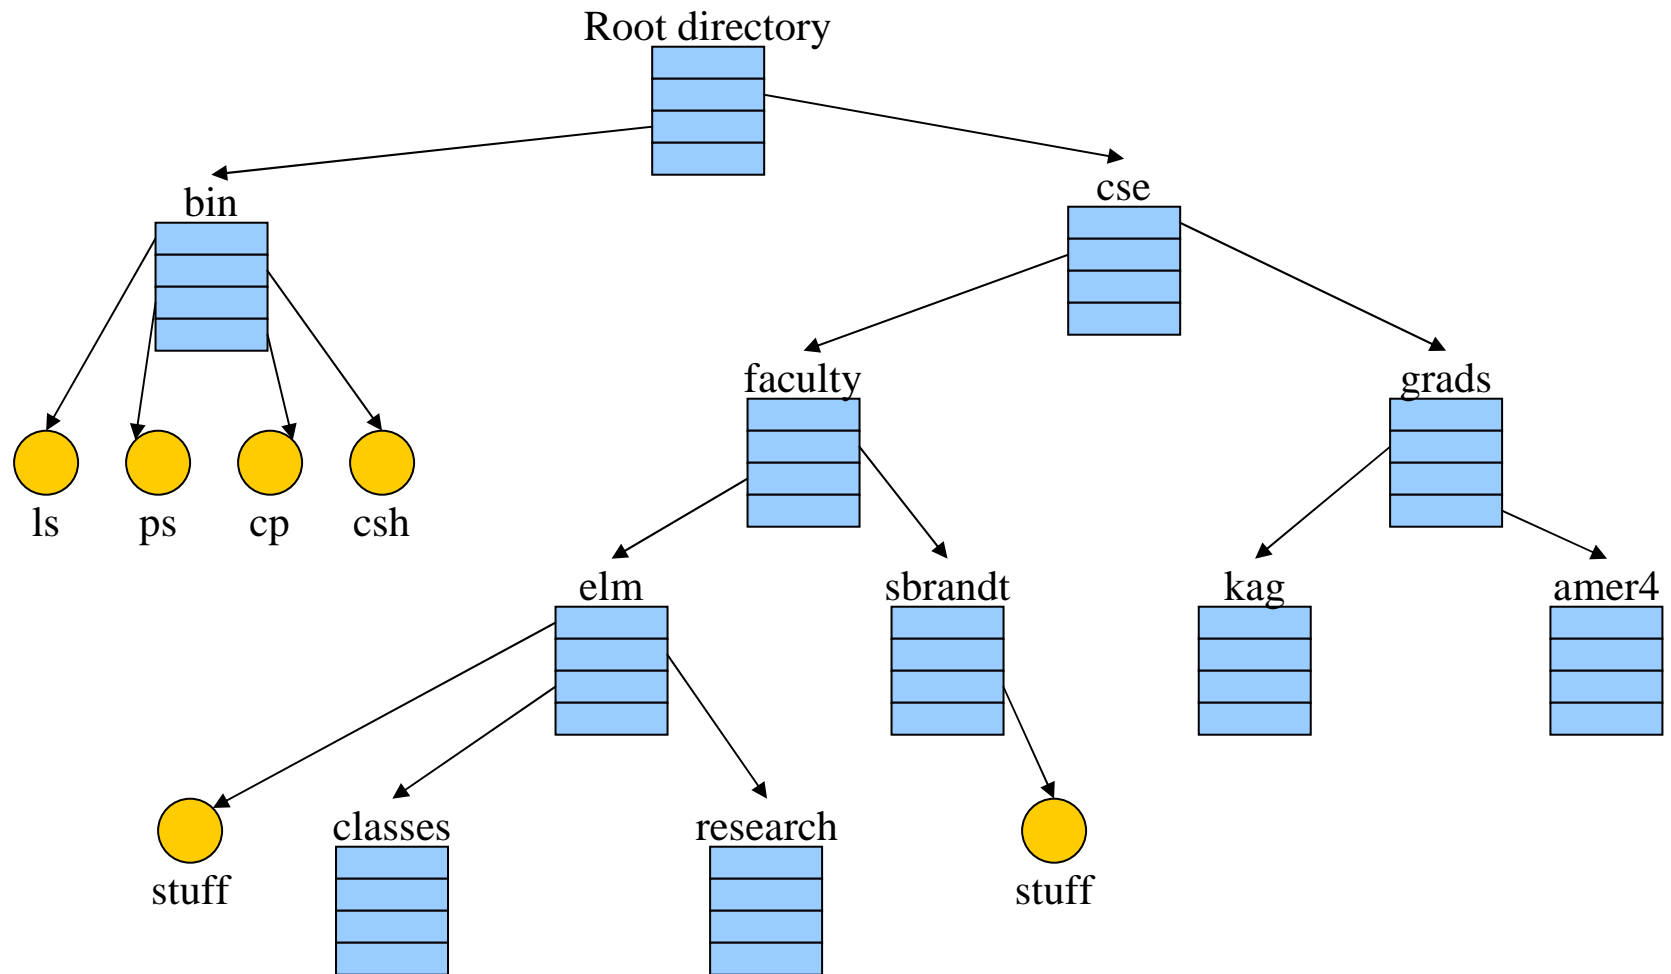 Root directory
bin
cse
faculty
grads
ls
ps
cp
csh
elm
sbrandt
kag
amer4
classes
research
stuff
stuff